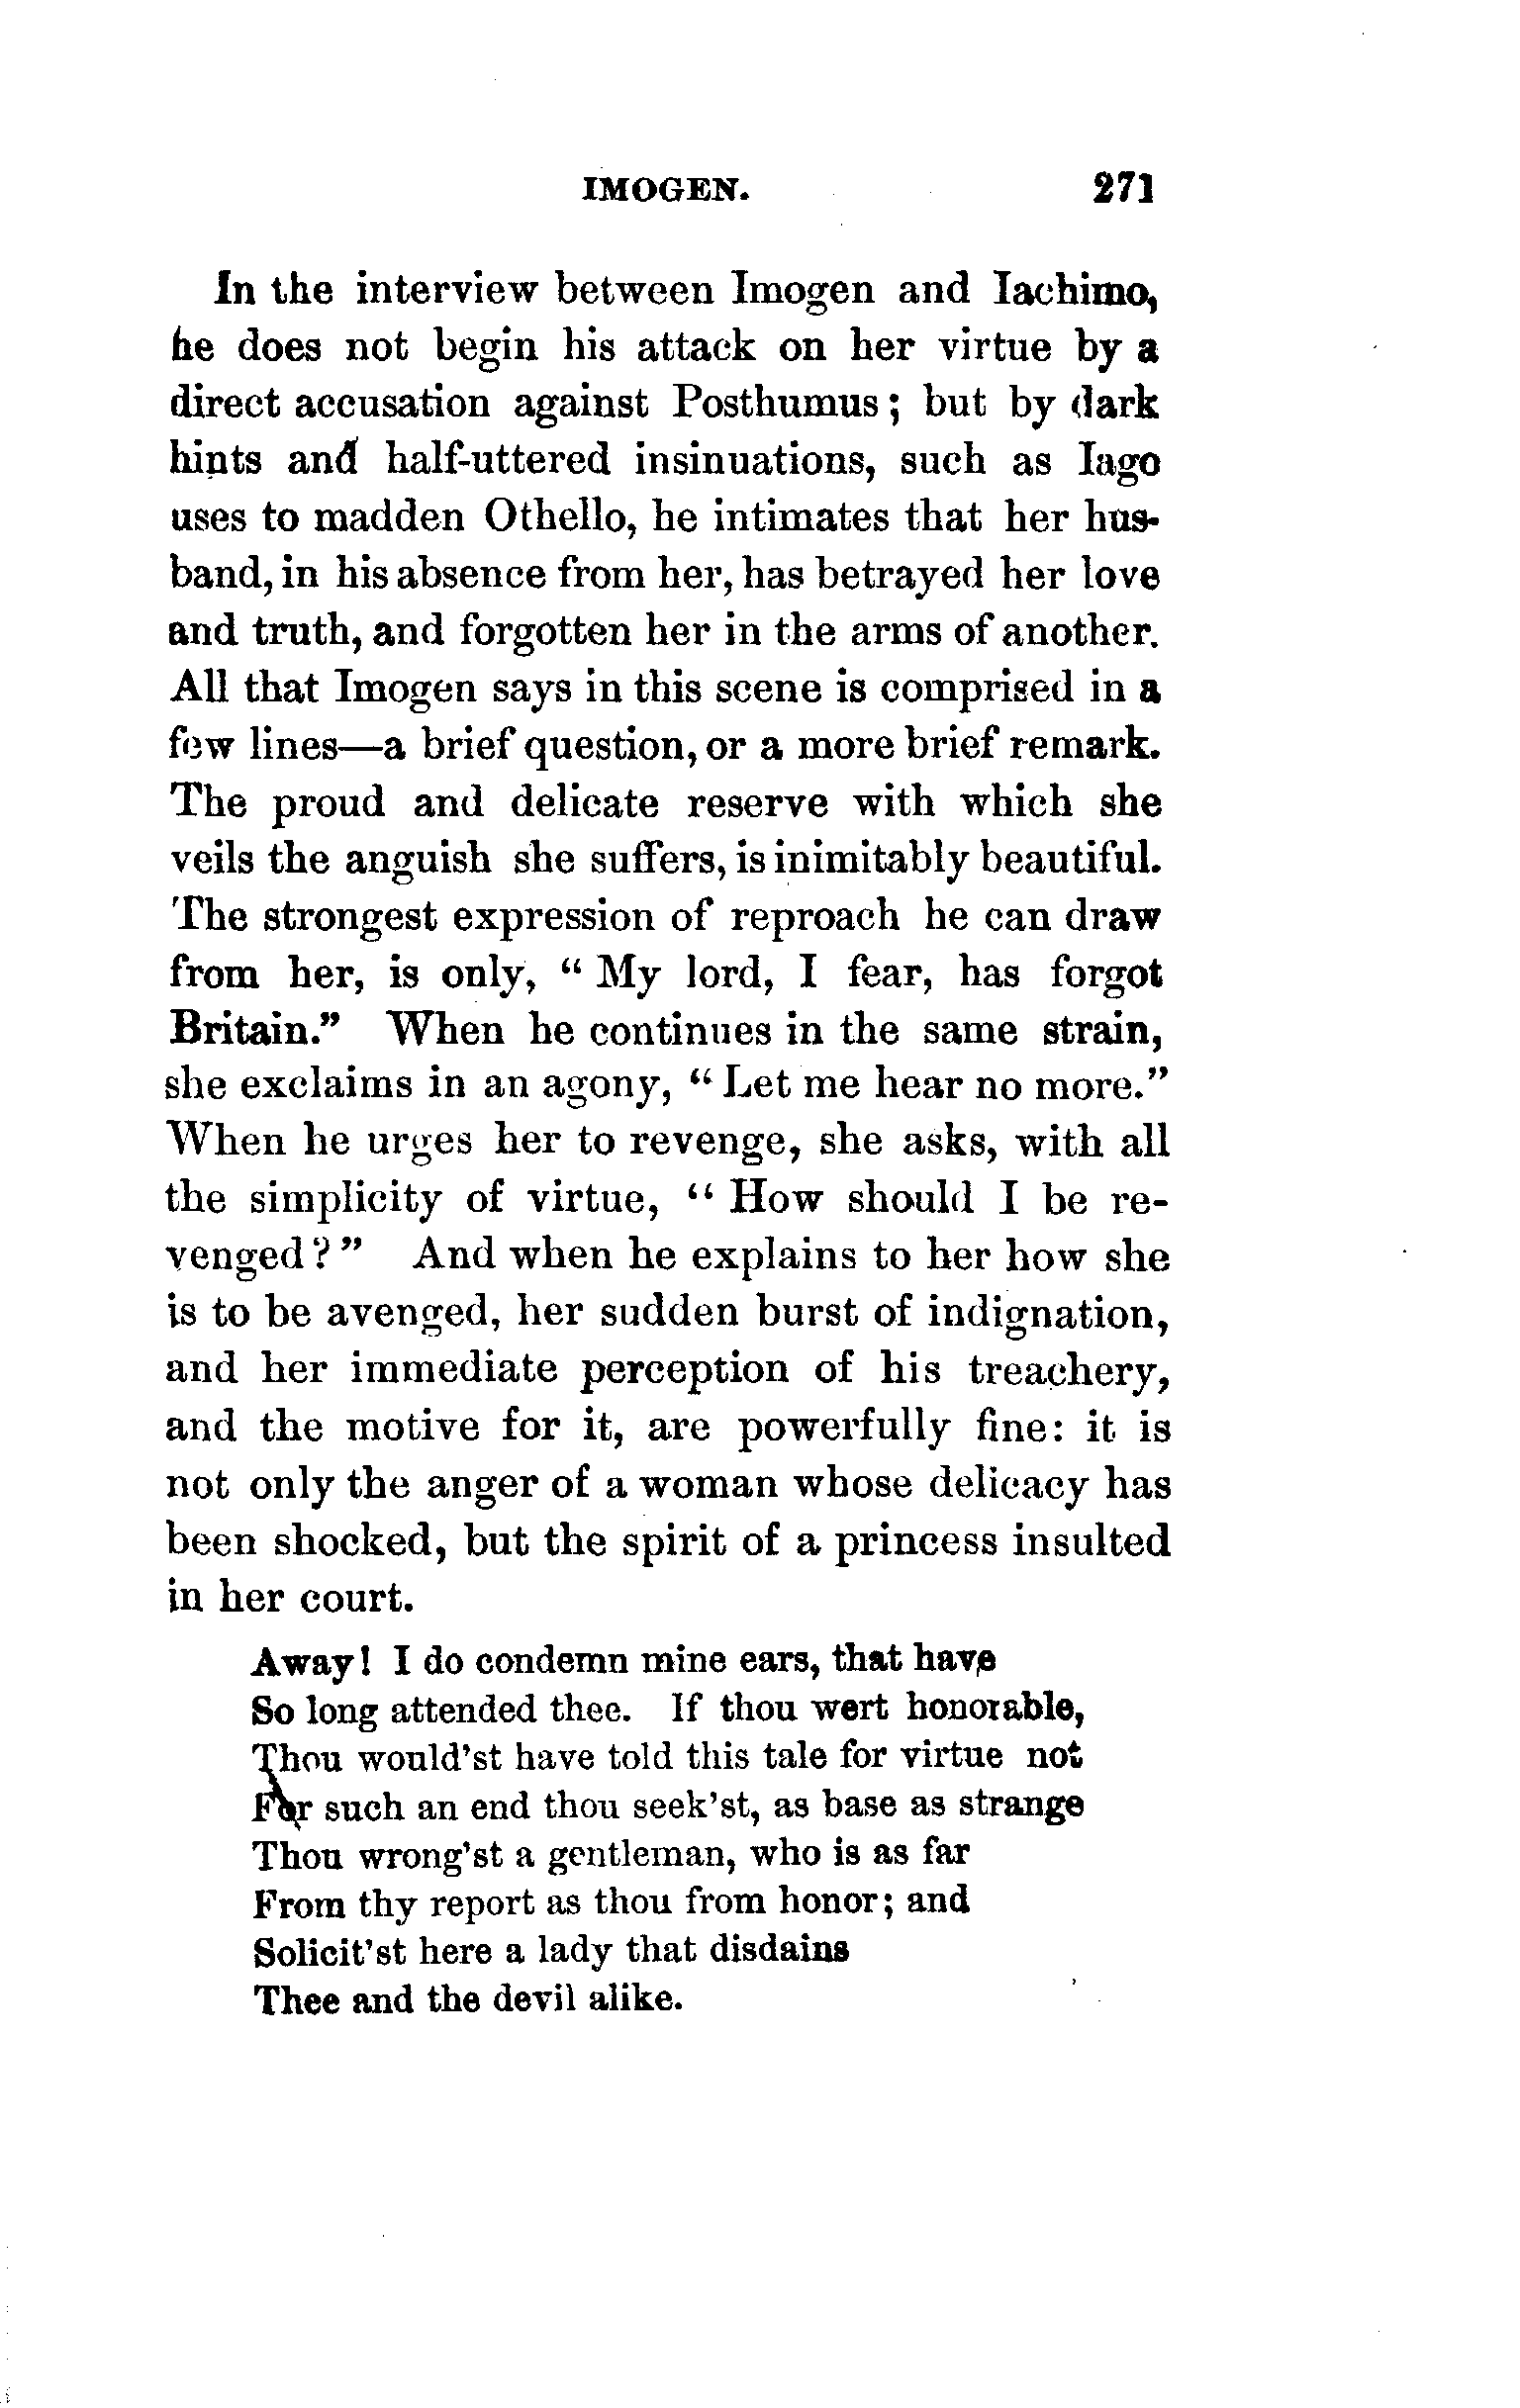 IMOGEN. 271
In the interview between Imogen and Iachimo,
he does not begin his attack on her virtue by a
direct accusation against Posthumus; but by dark
hints and half-uttered insinuations, such as Iago
uses to madden Othello, he intimates that her hus-
band, in his absence from her, has betrayed her love
and truth, and forgotten her in the arms of another.
All that Imogen says in this scene is comprised in a
few lines—a brief question, or a more brief remark.
The proud and delicate reserve with which she
veils the anguish she suffers, is inimitably beautiful.
The strongest expression of reproach he can draw
from her, is only, “ My lord, I fear, has forgot
Britain.” When he continues in the same strain,
she exclaims in an agony, “ Let me hear no more.”
When he urges her to revenge, she asks, with all
the simplicity of virtue, “ How should I be re-
venged ? ” And when he explains to her how she
is to be avenged, her sudden burst of indignation,
and her immediate perception of his treachery,
and the motive for it, are powerfully fine: it is
not only the anger of a woman whose delicacy has
been shocked, but the spirit of a princess insulted
in her court.
Away! I do condemn mine ears, that have
So long attended thee. If thou wert honorable,
Thou would’st have told this tale for virtue not
For such an end thou seek’st, as base as strange
Thou wrong’st a gentleman, who is as far
From thy report as thou from honor; and
Solicit’st here a lady that disdains
Thee and the devil alike.